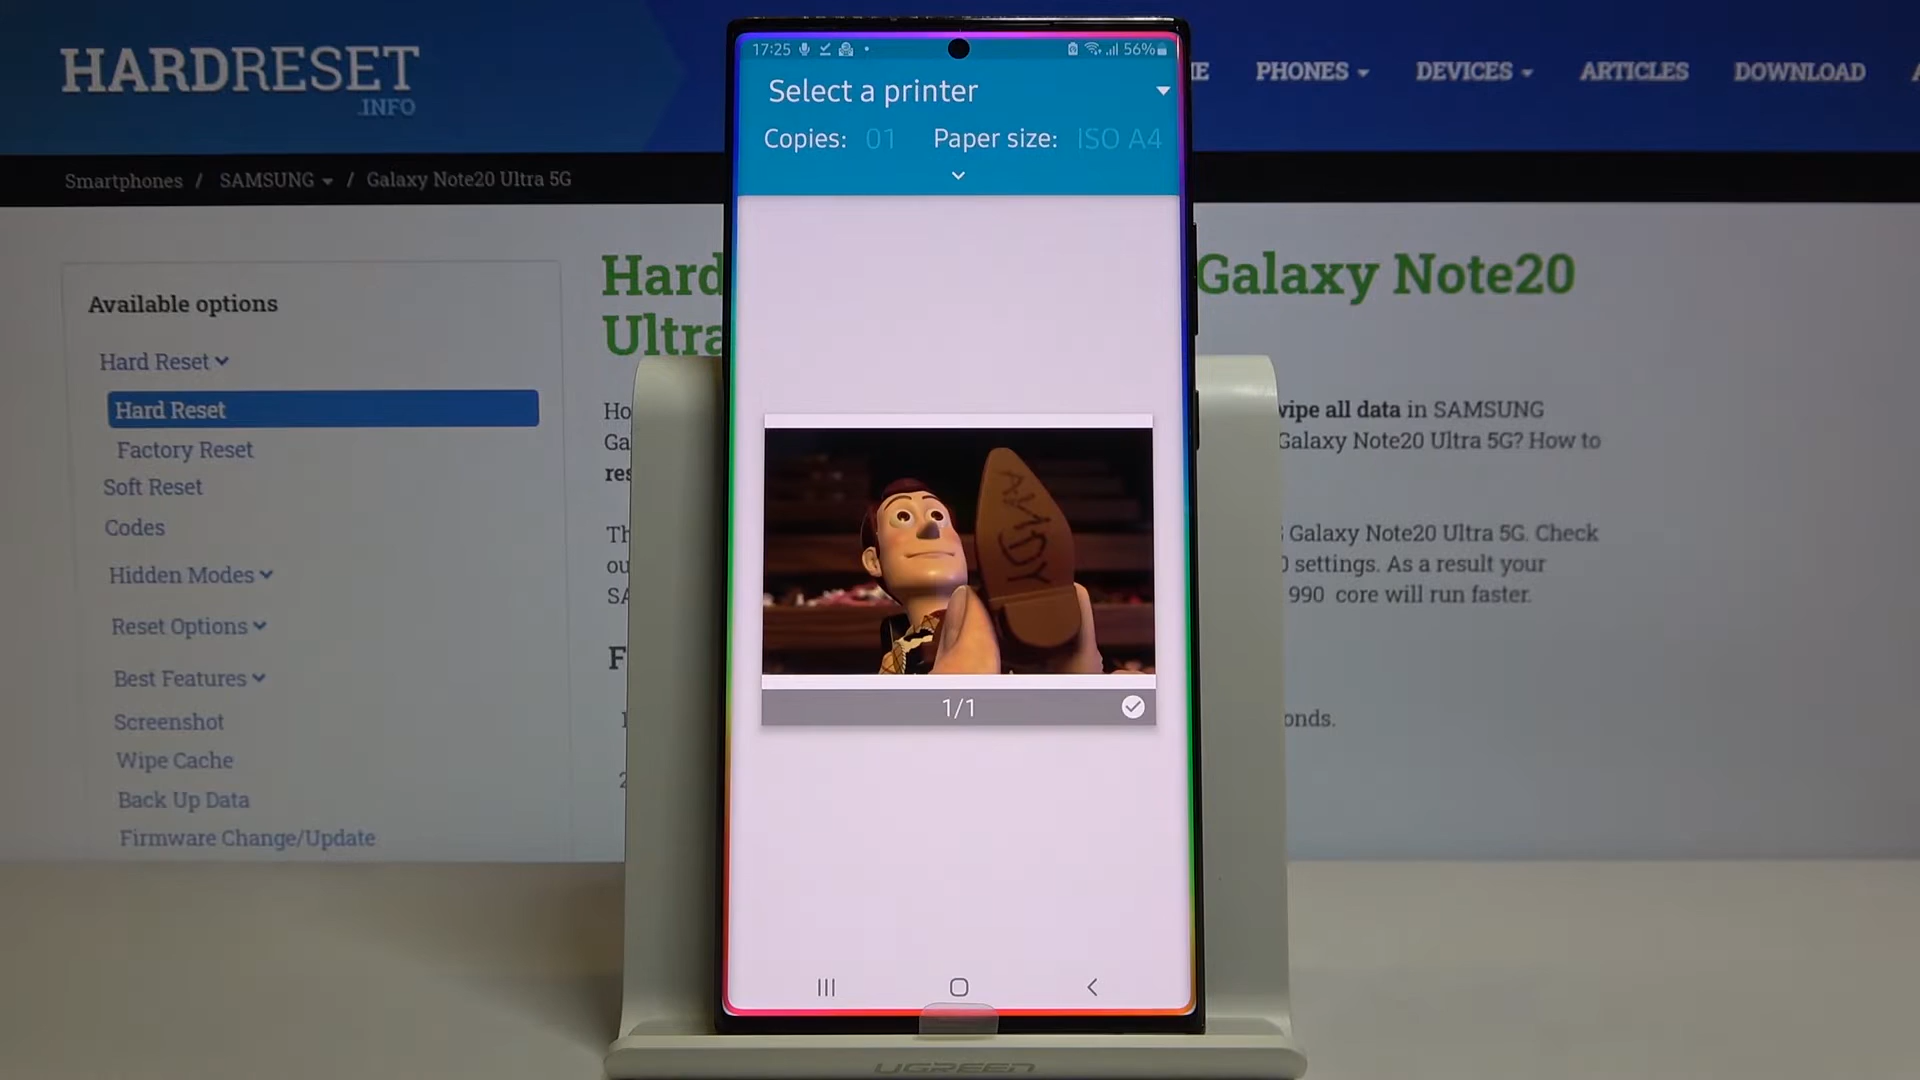 HARDRESET
.INFO
PHONES
DEVICES
ARTICLES
DOWNLOAD
Smartphones / SAMSUNG / Galaxy Note20 Ultra 5G
17:25
56%
Select a printer
Copies: 01 Paper size: ISO A4
ANDY
1/1
Available options
Hard Reset
Hard Reset
Factory Reset
Soft Reset
Codes
Hidden Modes
Reset Options
Best Features
Screenshot
Wipe Cache
Back Up Data
Firmware Change/Update
Hard Galaxy Note20
Ultra
wipe all data in SAMSUNG
Galaxy Note20 Ultra 5G? How to
Galaxy Note20 Ultra 5G. Check
settings. As a result your
990 core will run faster.
UGREEN